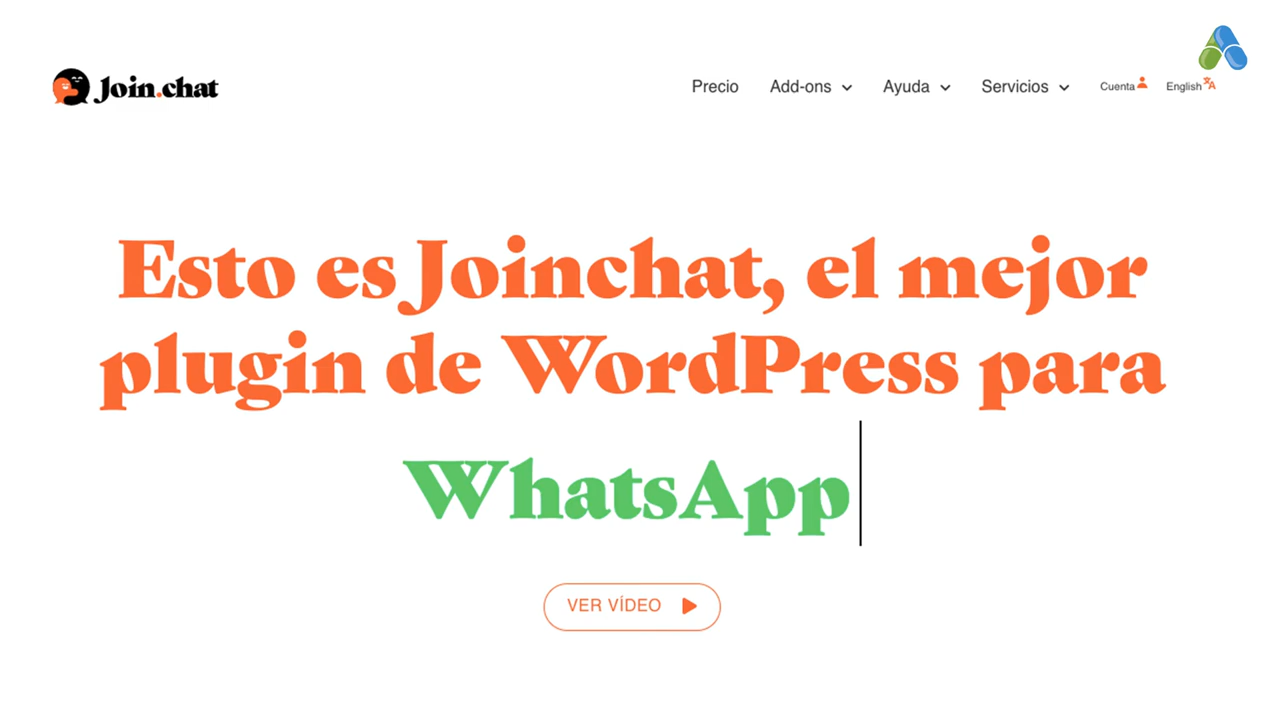 Join.chat
Precio Add-ons Ayuda Servicios Cuenta English
Esto es Joinchat, el mejor
plugin de WordPress para
WhatsApp
VER VÍDEO